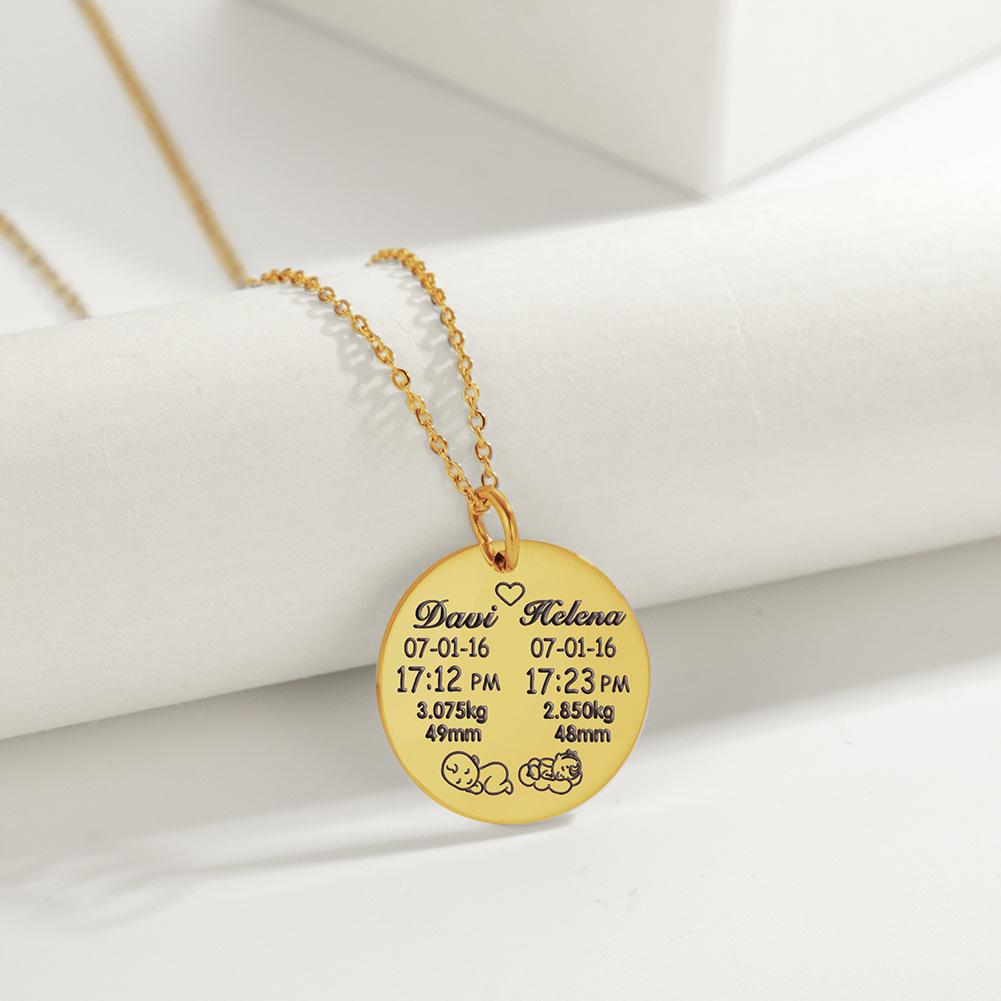 Davi Helena
07-01-16 07-01-16
17:12 PM 17:23 PM
3.075kg 2.850kg
49mm 48mm